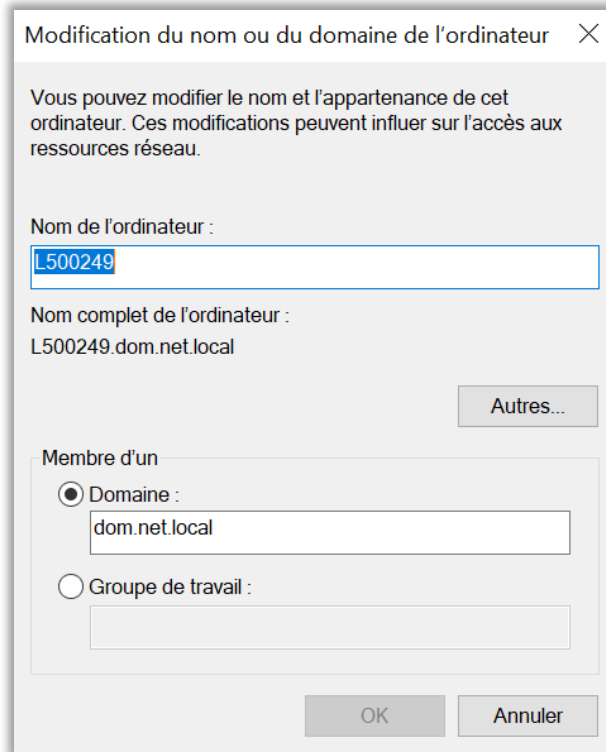 Modification du nom ou du domaine de l’ordinateur
Vous pouvez modifier le nom et l’appartenance de cet
ordinateur. Ces modifications peuvent influer sur l’accès aux
ressources réseau.
Nom de l’ordinateur :
L500249
Nom complet de l’ordinateur :
L500249.dom.net.local
Autres...
Membre d’un
Domaine :
dom.net.local
Groupe de travail :
OK
Annuler